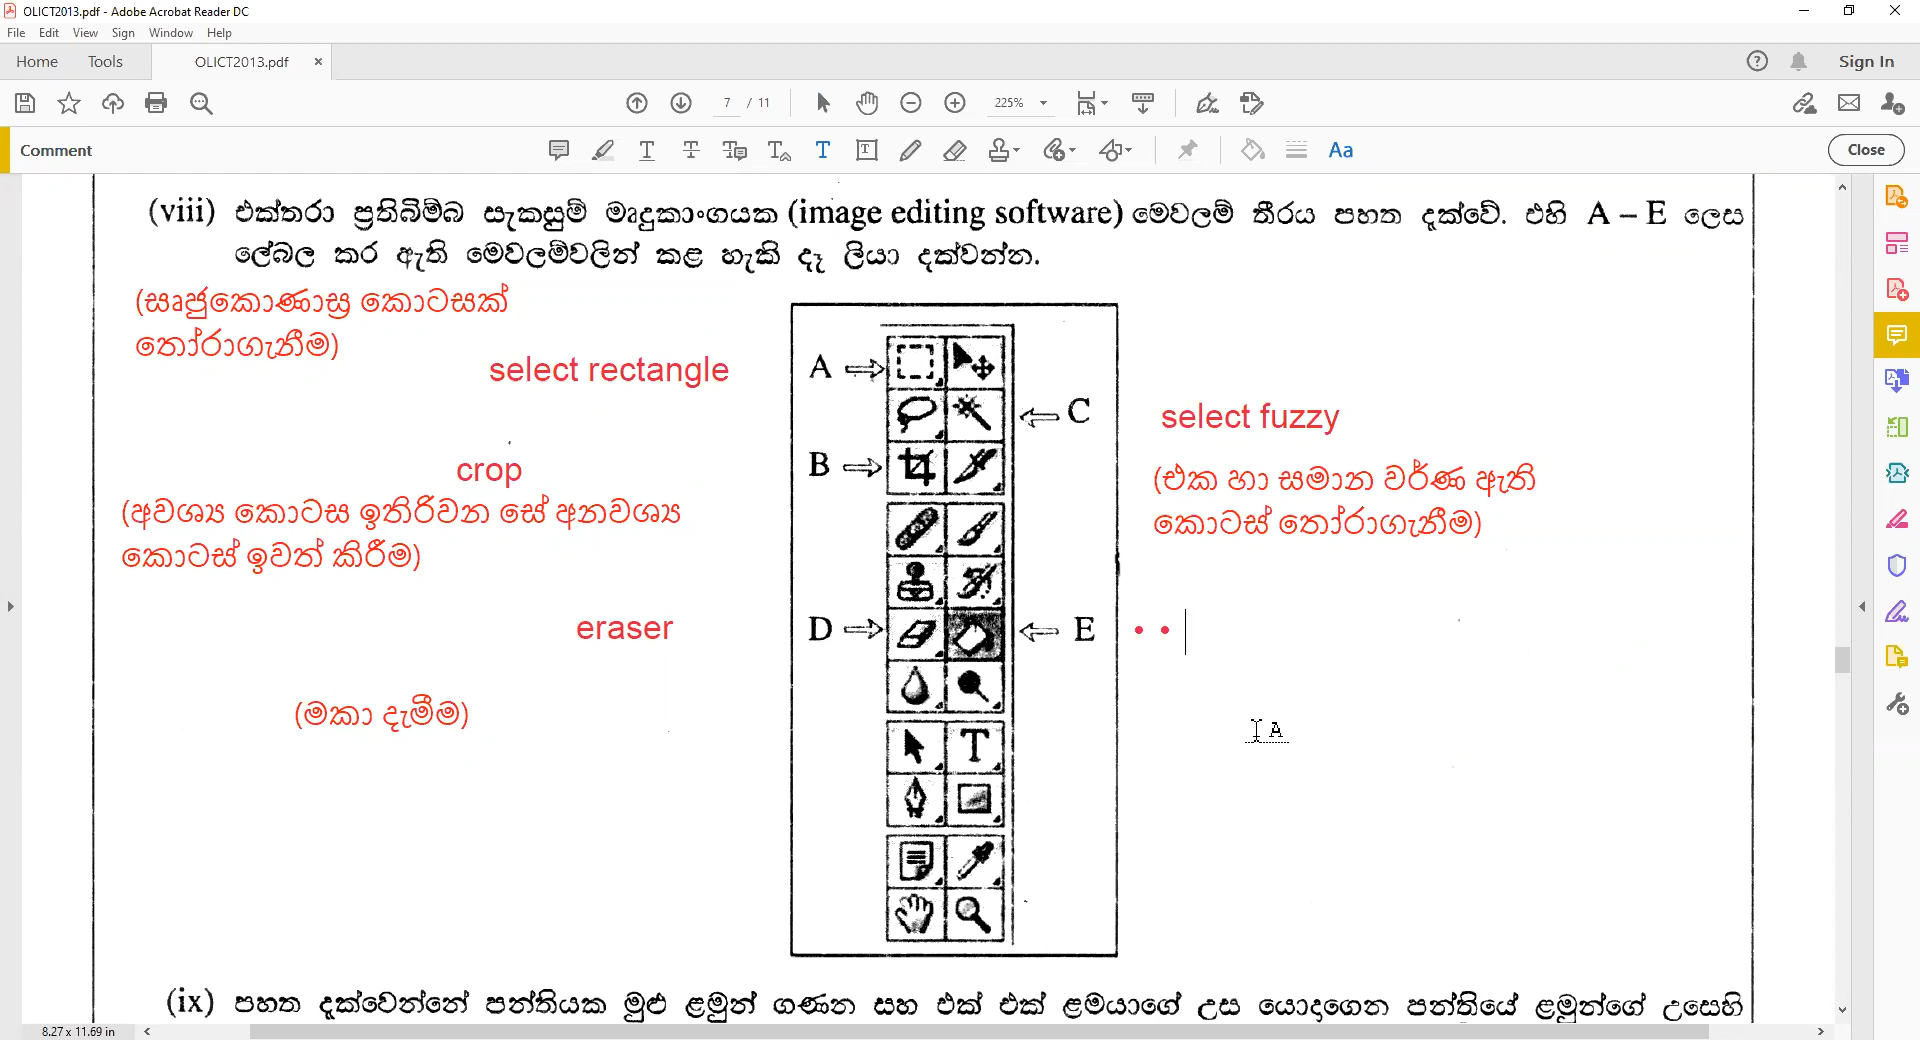 OLICT2013.pdf - Adobe Acrobat Reader DC
File Edit View Sign Window Help
Home Tools OLICT2013.pdf × Sign In
7 / 11 225%
Comment Aa Close
(viii) එක්තරා ප්‍රතිබිම්බ සැකසුම් මෘදුකාංගයක (image editing software) මෙවලම් තීරය පහත දැක්වේ. එහි A – E ලෙස
ලේබල කර ඇති මෙවලම්වලින් කළ හැකි දෑ ලියා දක්වන්න.
(සෘජුකොණාස්‍ර කොටසක්
තෝරාගැනීම)
select rectangle
A
C
select fuzzy
B
crop
(එක හා සමාන වර්ණ ඇති
කොටස් තෝරාගැනීම)
(අවශ්‍ය කොටස ඉතිරිවන සේ අනවශ්‍ය
කොටස් ඉවත් කිරීම)
eraser
D
E
(මකා දැමීම)
T
(ix) පහත දැක්වෙන්නේ පන්තියක මුළු ළමුන් ගණන සහ එක් එක් ළමයාගේ උස යොදාගෙන පන්තියේ ළමුන්ගේ උසෙහි
8.27 x 11.69 in